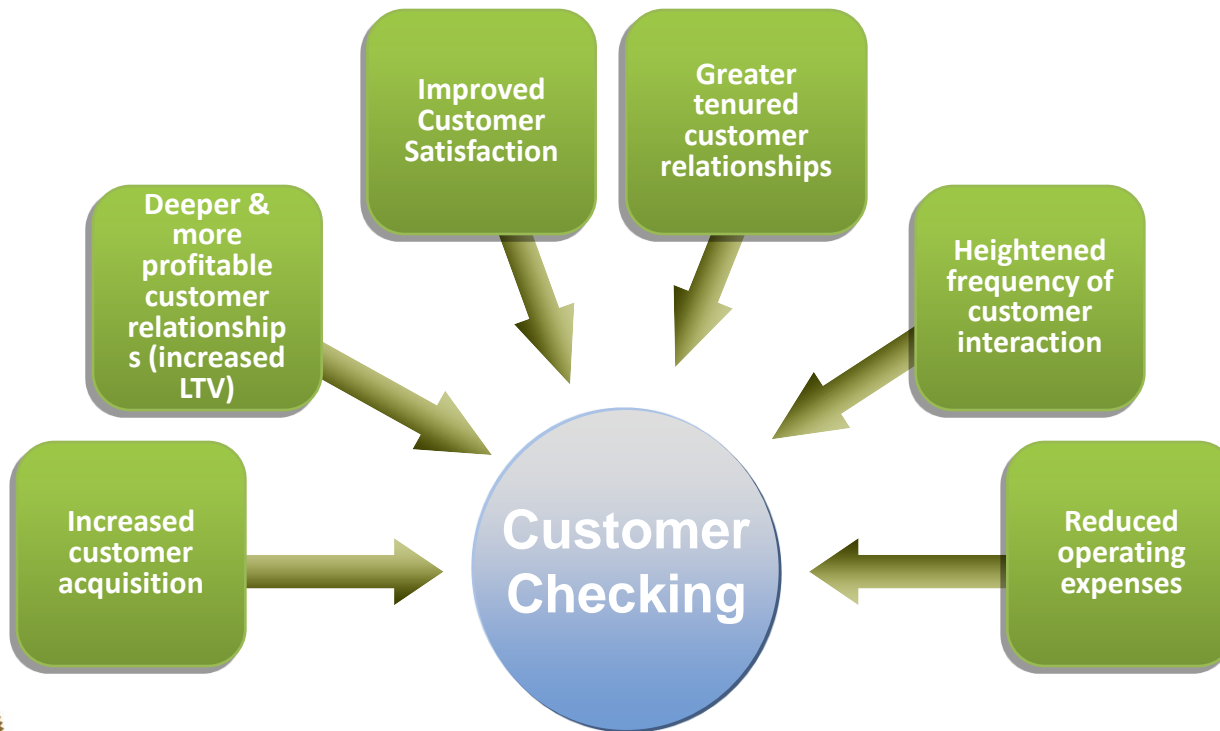 Improved
Customer
Satisfaction
Greater
tenured
customer
relationships
Deeper &
more
profitable
customer
relationship
s (increased
LTV)
Heightened
frequency of
customer
interaction
Increased
customer
acquisition
Customer
Checking
Reduced
operating
expenses